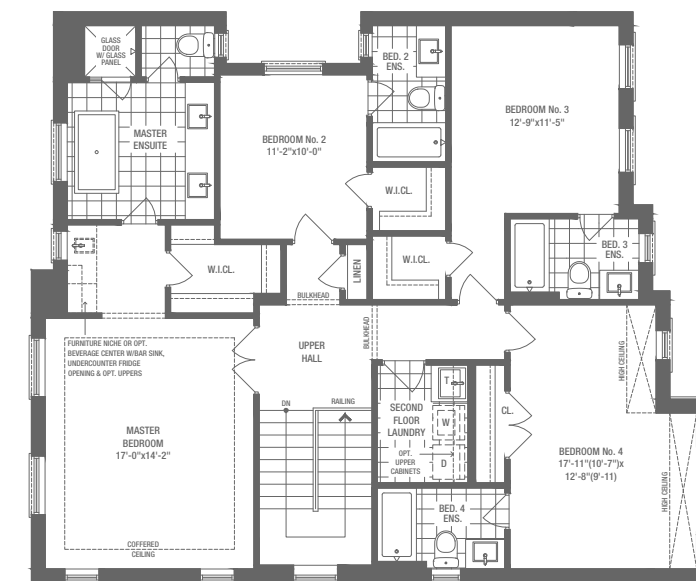 GLASS
DOOR
W/ GLASS
PANEL
MASTER
ENSUITE
BEDROOM No. 2
11'-2"x10'-0"
BED. 2
ENS.
BEDROOM No. 3
12'-9"x11'-5"
W.I.CL.
W.I.CL.
W.I.CL.
LINEN
BED. 3
ENS.
BULKHEAD
BULKHEAD
FURNITURE NICHE OR OPT.
BEVERAGE CENTER W/BAR SINK,
UNDERCOUNTER FRIDGE
OPENING & OPT. UPPERS
UPPER
HALL
HIGH CEILING
MASTER
BEDROOM
17'-0"x14'-2"
DN
RAILING
SECOND
FLOOR
LAUNDRY
OPT.
UPPER
CABINETS
T
W
D
CL.
BEDROOM No. 4
17'-11"(10'-7")x
12'-8"(9'-11)
HIGH CEILING
BED. 4
ENS.
COFFERED
CEILING